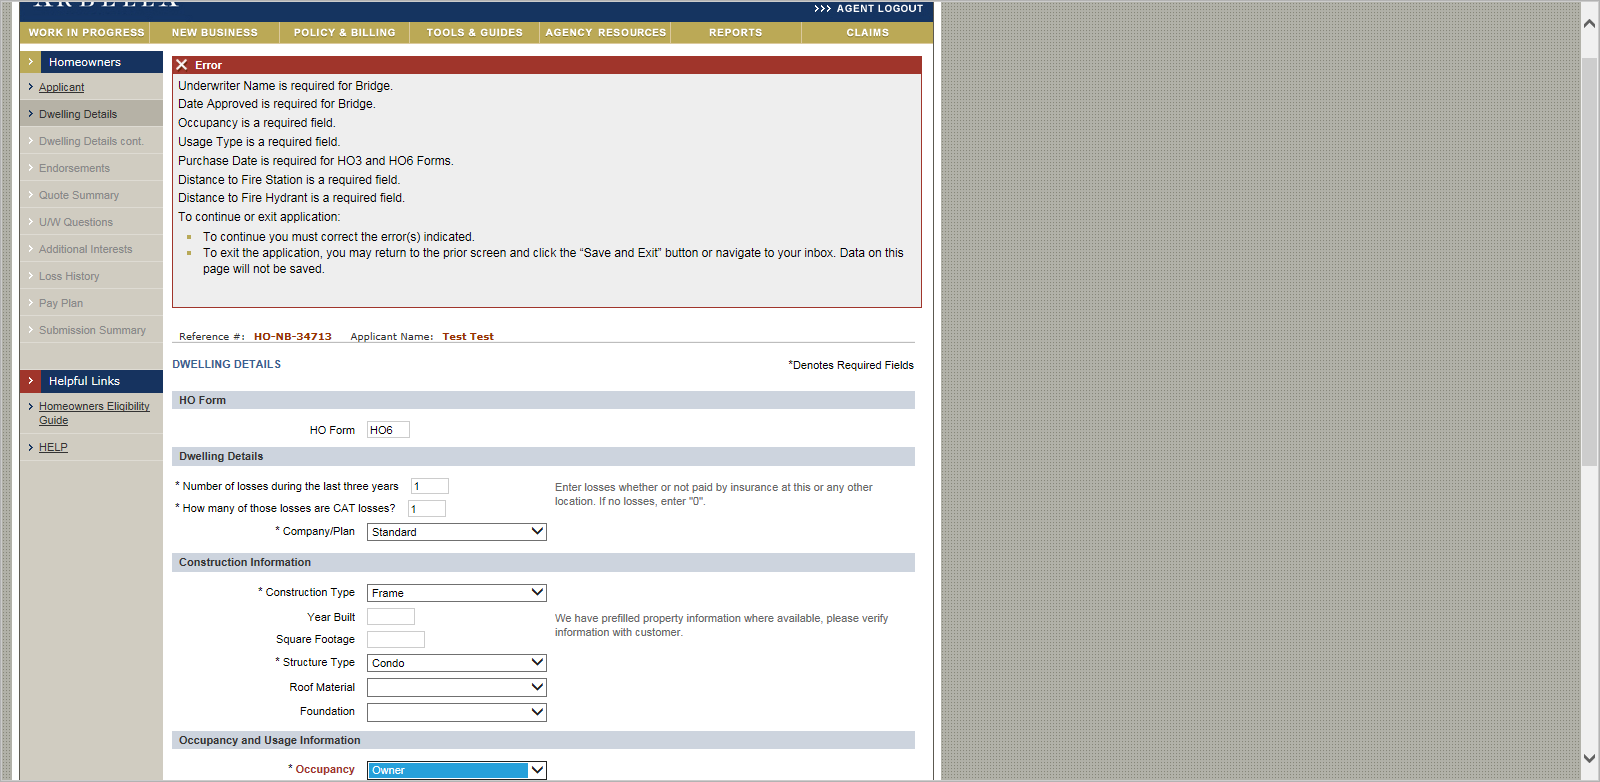 >>> AGENT LOGOUT
WORK IN PROGRESS NEW BUSINESS POLICY & BILLING TOOLS & GUIDES AGENCY RESOURCES REPORTS CLAIMS
Homeowners
Applicant
Dwelling Details
Dwelling Details cont.
Endorsements
Quote Summary
U/W Questions
Additional Interests
Loss History
Pay Plan
Submission Summary
Helpful Links
Homeowners Eligibility
Guide
HELP
Error
Underwriter Name is required for Bridge.
Date Approved is required for Bridge.
Occupancy is a required field.
Usage Type is a required field.
Purchase Date is required for HO3 and HO6 Forms.
Distance to Fire Station is a required field.
Distance to Fire Hydrant is a required field.
To continue or exit application:
To continue you must correct the error(s) indicated.
To exit the application, you may return to the prior screen and click the “Save and Exit” button or navigate to your inbox. Data on this
page will not be saved.
Reference #: HO-NB-34713 Applicant Name: Test Test
DWELLING DETAILS *Denotes Required Fields
HO Form
HO Form HO6
Dwelling Details
* Number of losses during the last three years 1
Enter losses whether or not paid by insurance at this or any other
location. If no losses, enter "0".
* How many of those losses are CAT losses? 1
* Company/Plan Standard
Construction Information
* Construction Type Frame
Year Built
We have prefilled property information where available, please verify
information with customer.
Square Footage
* Structure Type Condo
Roof Material
Foundation
Occupancy and Usage Information
* Occupancy Owner